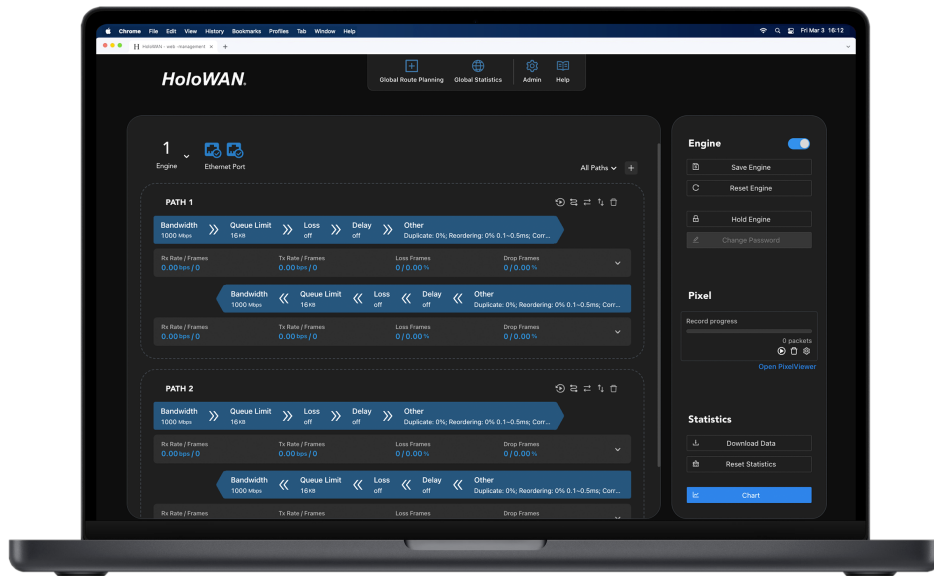 Chrome File Edit View History Bookmarks Profiles Tab Window Help
Fri Mar 3 16:12
HoloWAN - web -management
HoloWAN.
Global Route Planning Global Statistics Admin Help
1
Engine
Ethernet Port
All Paths
PATH 1
Bandwidth Queue Limit Loss Delay Other
1000 Mbps 16 KB off off Duplicate: 0%; Reordering: 0% 0.1~0.5ms; Corr...
Rx Rate / Frames Tx Rate / Frames Loss Frames Drop Frames
0.00 bps / 0 0.00 bps / 0 0 / 0.00 % 0 / 0.00 %
Bandwidth Queue Limit Loss Delay Other
1000 Mbps 16 KB off off Duplicate: 0%; Reordering: 0% 0.1~0.5ms; Corr...
Rx Rate / Frames Tx Rate / Frames Loss Frames Drop Frames
0.00 bps / 0 0.00 bps / 0 0 / 0.00 % 0 / 0.00 %
PATH 2
Bandwidth Queue Limit Loss Delay Other
1000 Mbps 16 KB off off Duplicate: 0%; Reordering: 0% 0.1~0.5ms; Corr...
Rx Rate / Frames Tx Rate / Frames Loss Frames Drop Frames
0.00 bps / 0 0.00 bps / 0 0 / 0.00 % 0 / 0.00 %
Bandwidth Queue Limit Loss Delay Other
1000 Mbps 16 KB off off Duplicate: 0%; Reordering: 0% 0.1~0.5ms; Corr...
Rx Rate / Frames Tx Rate / Frames Loss Frames Drop Frames
Engine
Save Engine
Reset Engine
Hold Engine
Change Password
Pixel
Record progress
0 packets
Open PixelViewer
Statistics
Download Data
Reset Statistics
Chart